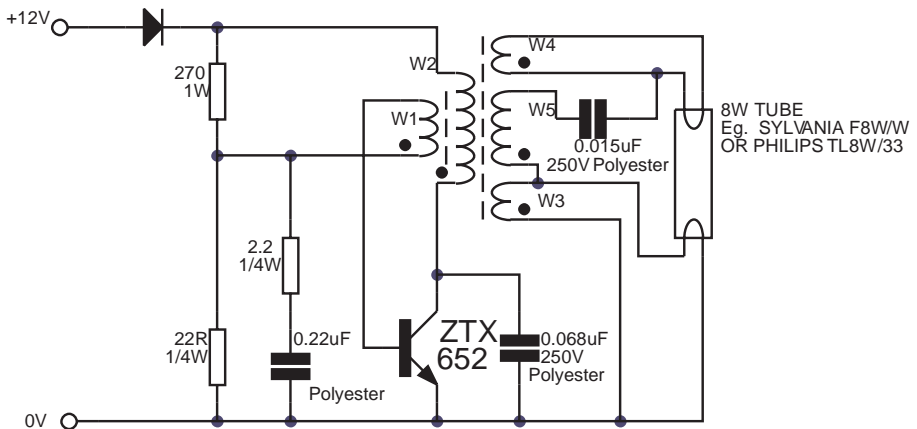 +12V
270
1W
W2
W4
W1
W5
0.015uF
250V Polyester
8W TUBE
Eg. SYLVANIA F8W/W
OR PHILIPS TL8W/33
W3
2.2
1/4W
22R
1/4W
0.22uF
Polyester
ZTX
652
0.068uF
250V
Polyester
0V